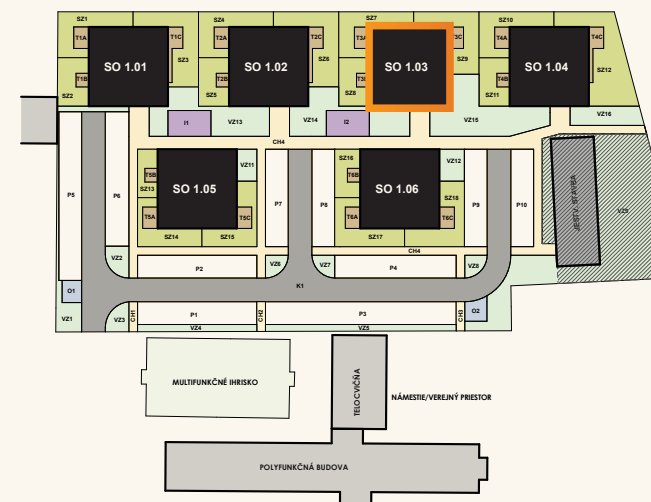 SZ1
SZ4
SZ7
SZ10
T1A
T1C
T2C
T3A
T3C
T4A
T4C
SO 1.01
SO 1.02
SO 1.03
SO 1.04
SZ3
SZ6
SZ9
SZ12
T1B
T2B
T4B
SZ2
SZ5
SZ8
SZ11
I1
VZ13
VZ14
I2
VZ15
VZ16
CH4
P5
P6
VZ11
SZ16
VZ12
T5B
SZ13
SO 1.05
P7
P8
T6B
SO 1.06
SZ18
P9
P10
JESTV. STAVBA
T5A
T5C
T6A
T6C
SZ14
SZ15
SZ17
CH4
VZ2
P2
VZ6
VZ7
P4
VZ8
O1
K1
VZ1
VZ3
CH1
P1
CH2
P3
CH3
O2
VZ4
VZ5
MULTIFUNKČNÉ IHRISKO
TELOCVIČŇA
NÁMESTIE/VEREJNÝ PRIESTOR
POLYFUNKČNÁ BUDOVA